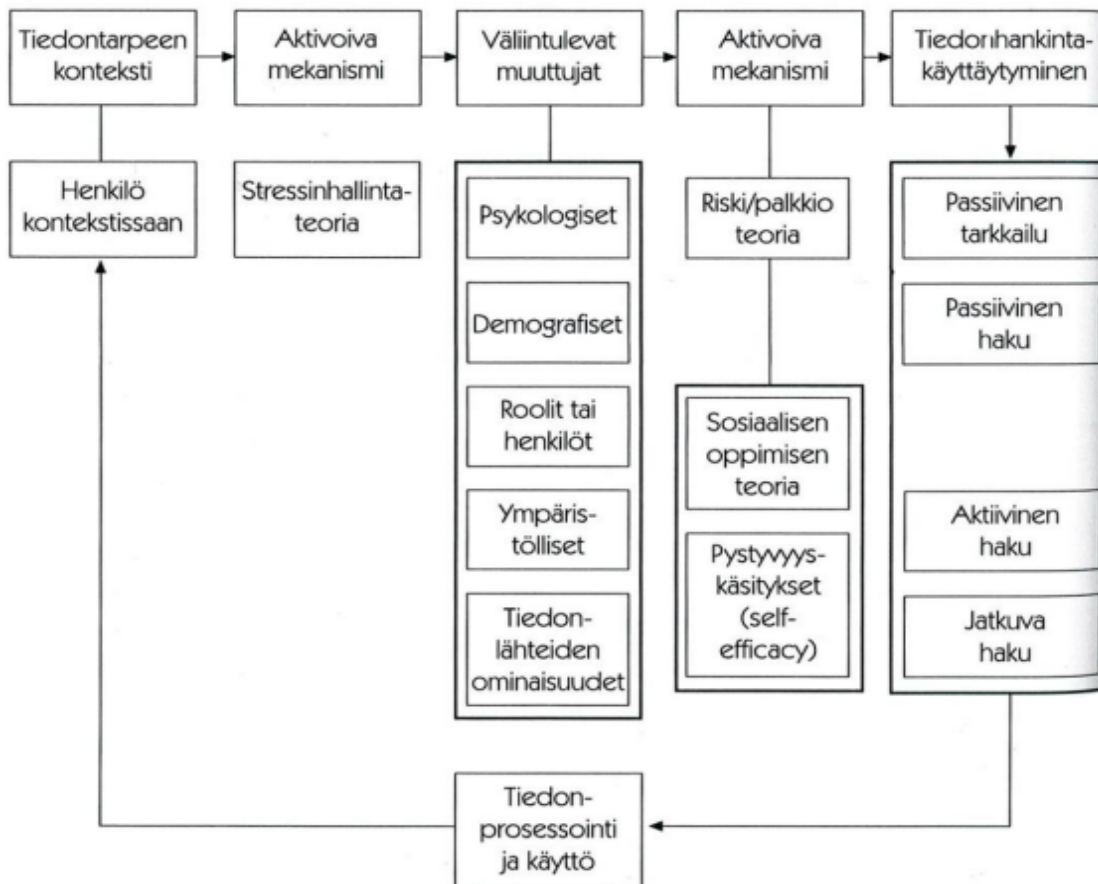 Tiedontarpeen
konteksti
Aktivoiva
mekanismi
Väliintulevat
muuttujat
Aktivoiva
mekanismi
Tiedonhankinta-
käyttäytyminen
Henkilö
kontekstissaan
Stressinhallinta-
teoria
Psykologiset
Demografiset
Roolit tai
henkilöt
Ympäris-
tölliset
Tiedon-
lähteiden
ominaisuudet
Riski/palkkio
teoria
Sosiaalisen
oppimisen
teoria
Pystyvyys-
käsitykset
(self-
efficacy)
Passiivinen
tarkkailu
Passiivinen
haku
Aktiivinen
haku
Jatkuva
haku
Tiedon-
prosessointi
ja käyttö